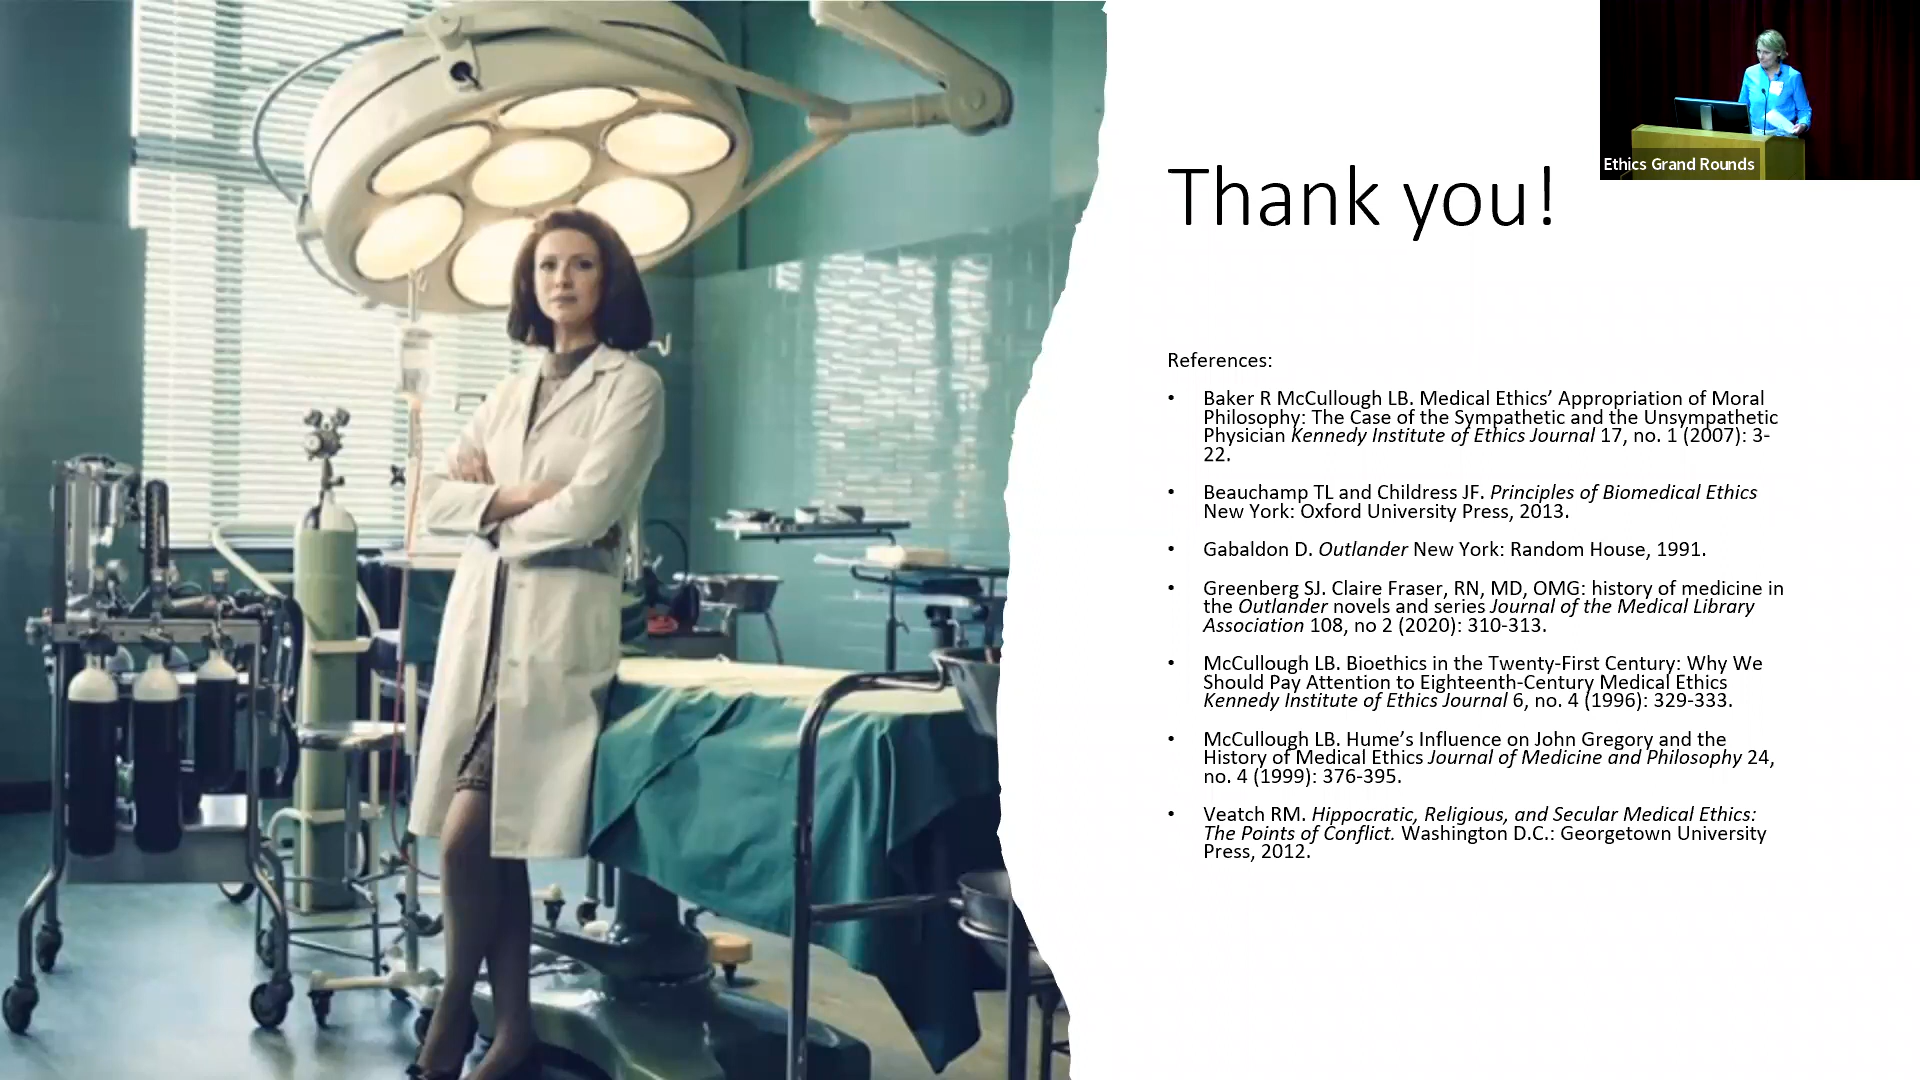 Ethics Grand Rounds
Thank you!
References:
• Baker R McCullough LB. Medical Ethics’ Appropriation of Moral
Philosophy: The Case of the Sympathetic and the Unsympathetic
Physician Kennedy Institute of Ethics Journal 17, no. 1 (2007): 3-
22.
• Beauchamp TL and Childress JF. Principles of Biomedical Ethics
New York: Oxford University Press, 2013.
• Gabaldon D. Outlander New York: Random House, 1991.
• Greenberg SJ. Claire Fraser, RN, MD, OMG: history of medicine in
the Outlander novels and series Journal of the Medical Library
Association 108, no 2 (2020): 310-313.
• McCullough LB. Bioethics in the Twenty-First Century: Why We
Should Pay Attention to Eighteenth-Century Medical Ethics
Kennedy Institute of Ethics Journal 6, no. 4 (1996): 329-333.
• McCullough LB. Hume’s Influence on John Gregory and the
History of Medical Ethics Journal of Medicine and Philosophy 24,
no. 4 (1999): 376-395.
• Veatch RM. Hippocratic, Religious, and Secular Medical Ethics:
The Points of Conflict. Washington D.C.: Georgetown University
Press, 2012.